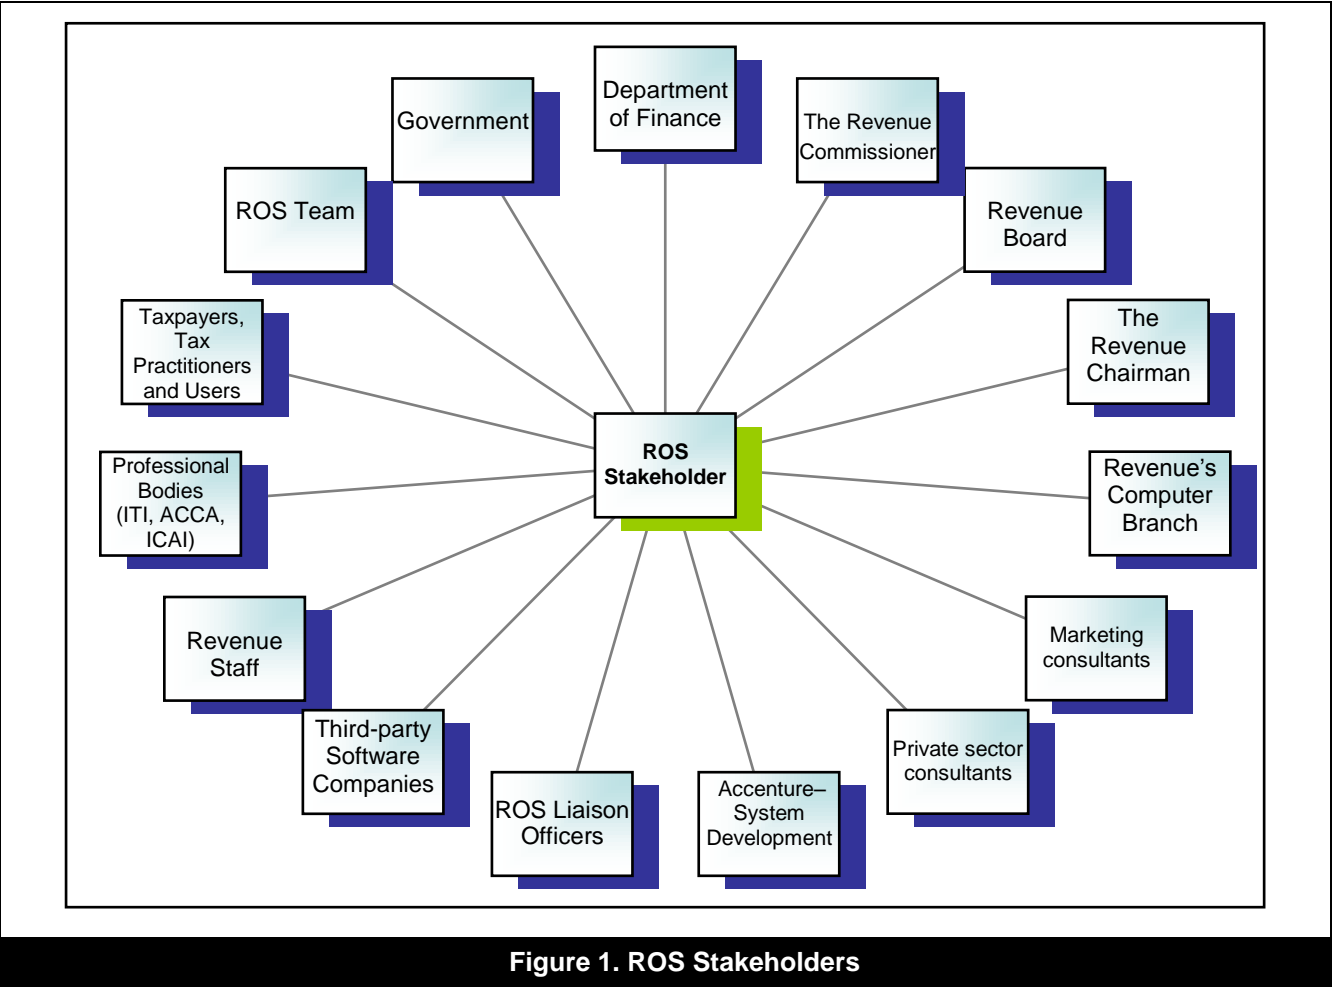 Department
of Finance
Government
The Revenue
Commissioner
ROS Team
Revenue
Board
Taxpayers,
Tax
Practitioners
and Users
The
Revenue
Chairman
ROS
Stakeholder
Professional
Bodies
(ITI, ACCA,
ICAI)
Revenue's
Computer
Branch
Revenue
Staff
Marketing
consultants
Third-party
Software
Companies
Private sector
consultants
ROS Liaison
Officers
Accenture–
System
Development
Figure 1. ROS Stakeholders